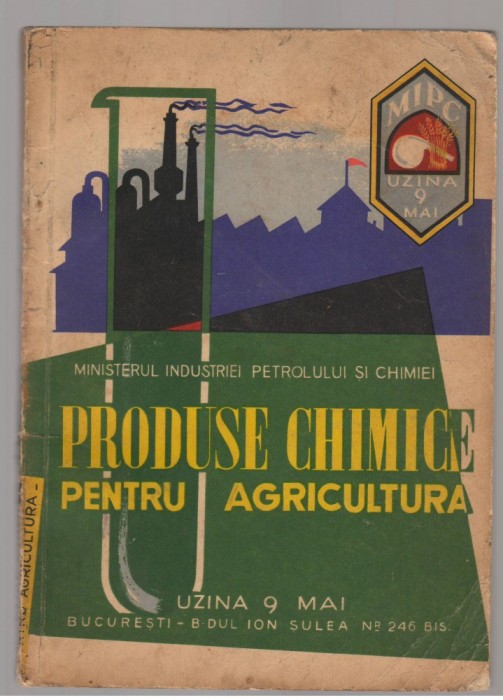 MIPC
UZINA
9
MAI
MINISTERUL INDUSTRIEI PETROLULUI ȘI CHIMIEI
PRODUSE CHIMICE
PENTRU AGRICULTURA
UZINA 9 MAI
BUCUREȘTI - B-DUL ION ȘULEA Nº 246 BIS.
AGRICULTURA -